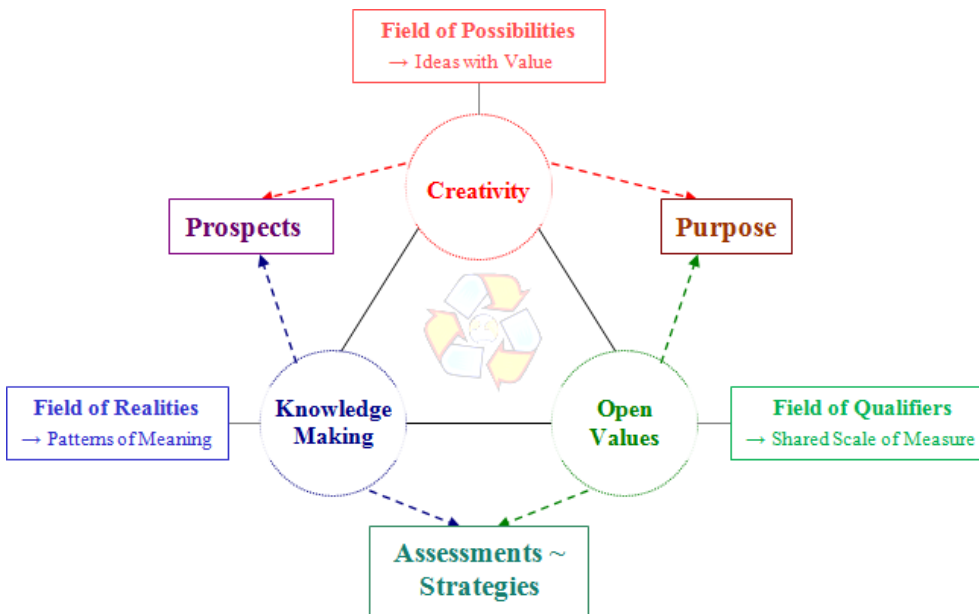 Field of Possibilities
→ Ideas with Value
Creativity
Prospects
Purpose
Field of Realities
→ Patterns of Meaning
Knowledge
Making
Open
Values
Field of Qualifiers
→ Shared Scale of Measure
Assessments ~
Strategies